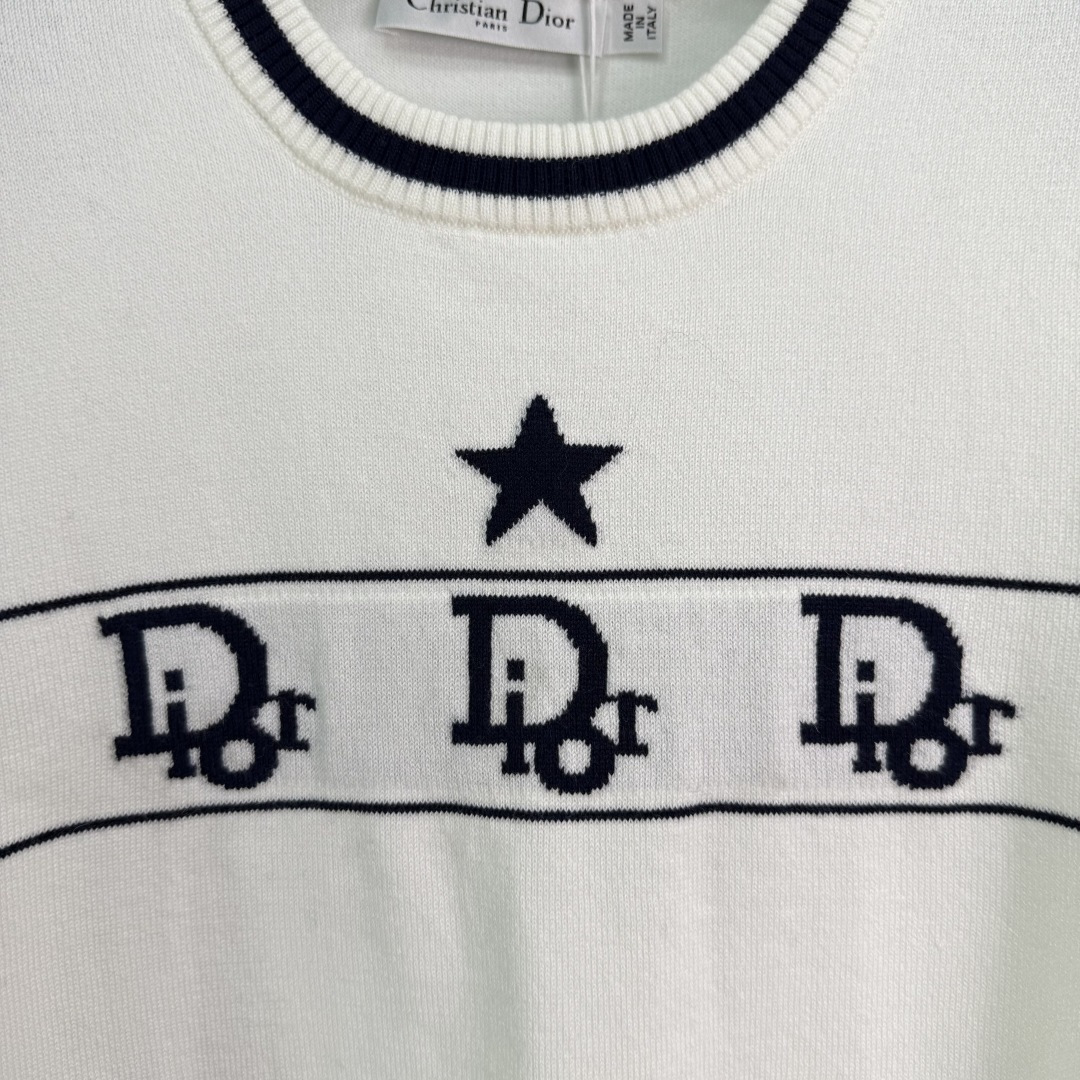 Christian Dior
PARIS
MADE
IN
ITALY
Dior Dior Dior